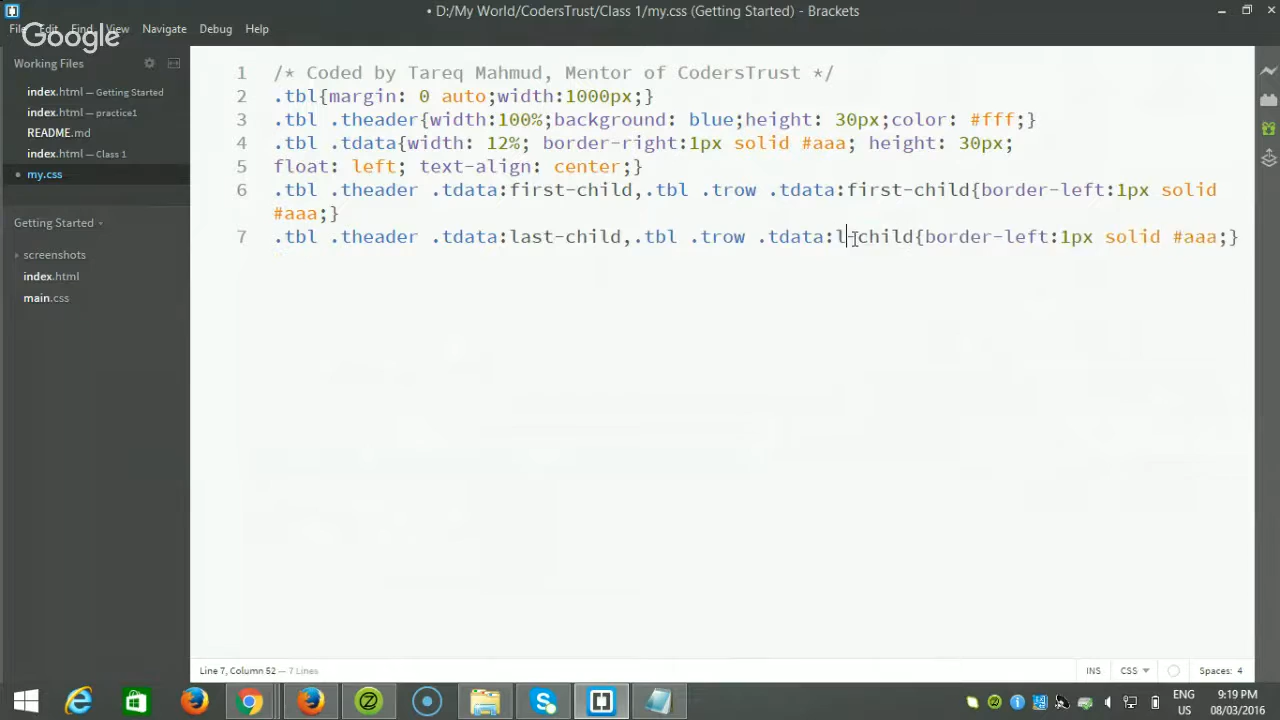 • D:/My World/CodersTrust/Class 1/my.css (Getting Started) - Brackets
File Edit Find View Navigate Debug Help
Google
Working Files
index.html — Getting Started
index.html — practice1
README.md
index.html — Class 1
• my.css
Getting Started
screenshots
index.html
main.css
1 /* Coded by Tareq Mahmud, Mentor of CodersTrust */
2 .tbl{margin: 0 auto;width:1000px;}
3 .tbl .theader{width:100%;background: blue;height: 30px;color: #fff;}
4 .tbl .tdata{width: 12%; border-right:1px solid #aaa; height: 30px;
5 float: left; text-align: center;}
6 .tbl .theader .tdata:first-child,.tbl .trow .tdata:first-child{border-left:1px solid
#aaa;}
7 .tbl .theader .tdata:last-child,.tbl .trow .tdata:l-child{border-left:1px solid #aaa;}
Line 7, Column 52 — 7 Lines
INS CSS Spaces: 4
ENG 9:19 PM
US 08/03/2016